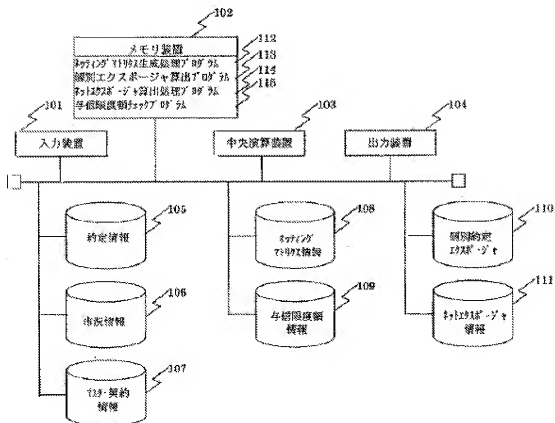 102
メモリ装置
112
ネッティングマトリクス生成処理プログラム
113
個別エクスポージャ算出プログラム
114
ネットエクスポージャ算出処理プログラム
115
与信限度額チェックプログラム
101
入力装置
103
中央演算装置
104
出力装置
105
約定情報
108
ネッティング
マトリクス情報
110
個別約定
エクスポージャ
106
市況情報
109
与信限度額
情報
111
ネットエクスポージャ
情報
107
マスタ・契約
情報